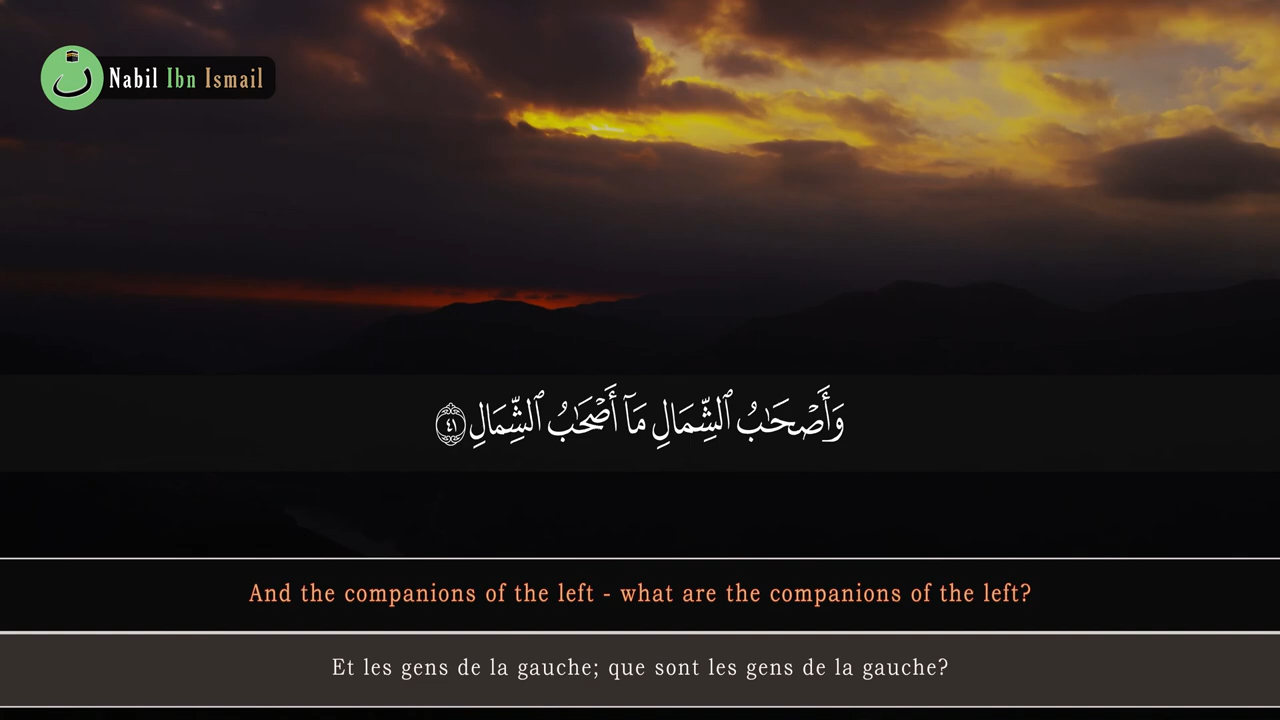 Nabil Ibn Ismail
وَأَصْحَـٰبُ ٱلشِّمَالِ مَآ أَصْحَـٰبُ ٱلشِّمَالِ ٤١
And the companions of the left - what are the companions of the left?
Et les gens de la gauche; que sont les gens de la gauche?